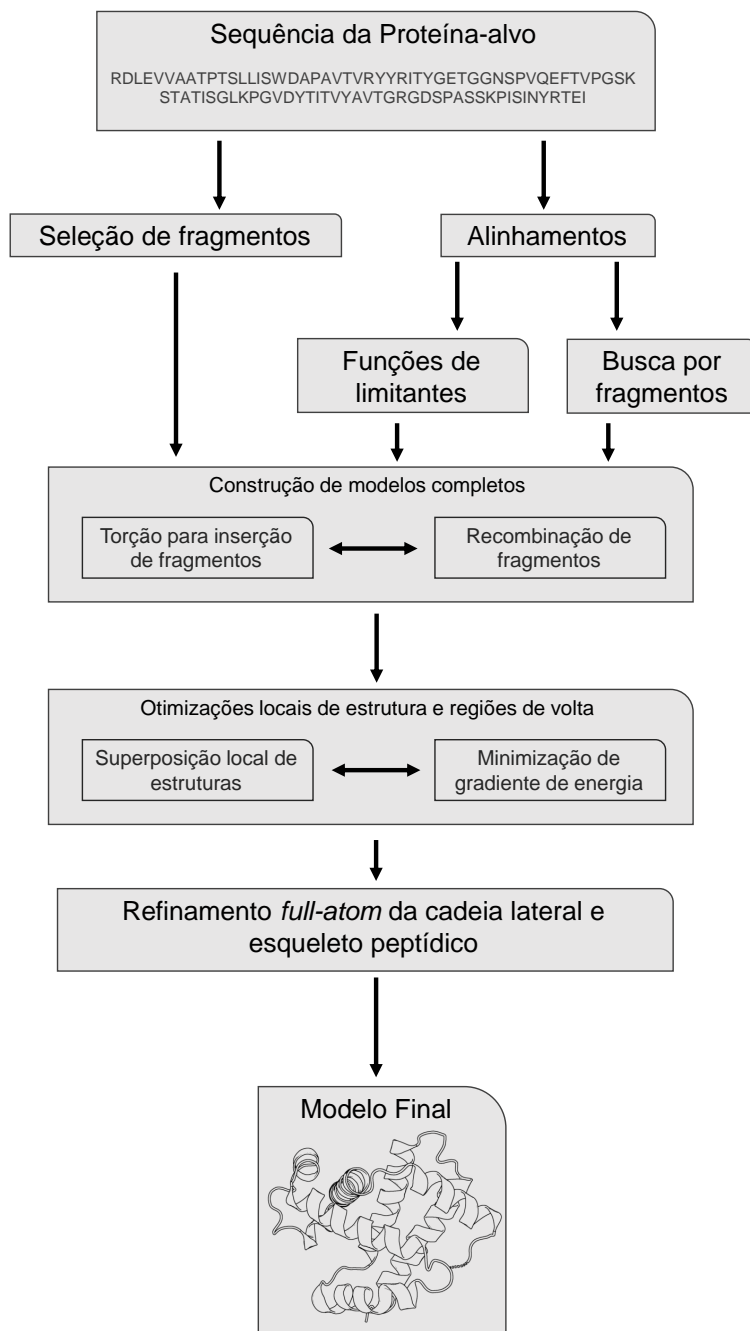 Sequência da Proteína-alvo
RDLEVVAATPTSLLISWDAPAVTVRYYRITYGETGGNSPVQEFTVPGSK
STATISGLKPGVDYTITVYAVTGRGDSPASSKPISINYRTEI
Seleção de fragmentos
Alinhamentos
Funções de
limitantes
Busca por
fragmentos
Construção de modelos completos
Torção para inserção
de fragmentos
Recombinação de
fragmentos
Otimizações locais de estrutura e regiões de volta
Superposição local de
estruturas
Minimização de
gradiente de energia
Refinamento full-atom da cadeia lateral e
esqueleto peptídico
Modelo Final